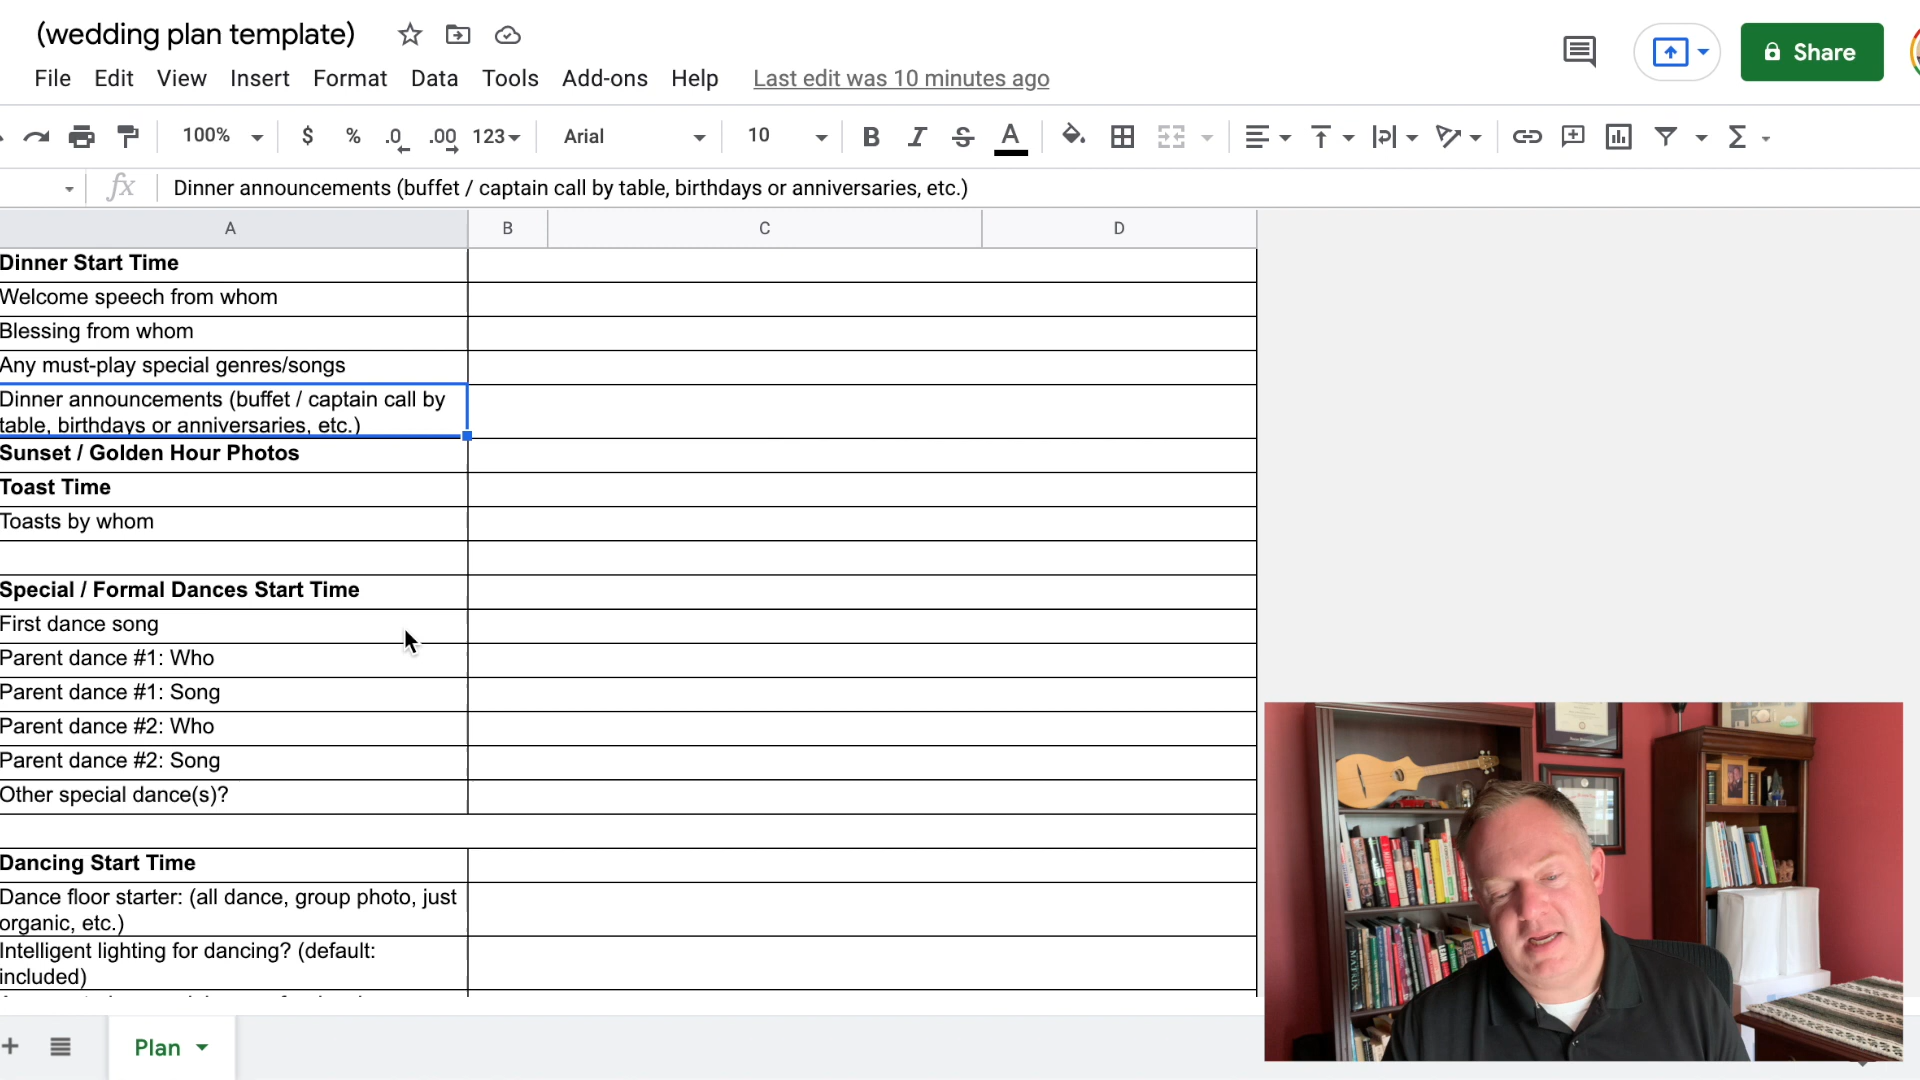 (wedding plan template)
File Edit View Insert Format Data Tools Add-ons Help Last edit was 10 minutes ago
Share
100% $ % .0 .00 123 Arial 10 B I S A Σ
fx Dinner announcements (buffet / captain call by table, birthdays or anniversaries, etc.)
A B C D
Dinner Start Time
Welcome speech from whom
Blessing from whom
Any must-play special genres/songs
Dinner announcements (buffet / captain call by
table, birthdays or anniversaries, etc.)
Sunset / Golden Hour Photos
Toast Time
Toasts by whom
Special / Formal Dances Start Time
First dance song
Parent dance #1: Who
Parent dance #1: Song
Parent dance #2: Who
Parent dance #2: Song
Other special dance(s)?
Dancing Start Time
Dance floor starter: (all dance, group photo, just
organic, etc.)
Intelligent lighting for dancing? (default:
included)
Plan